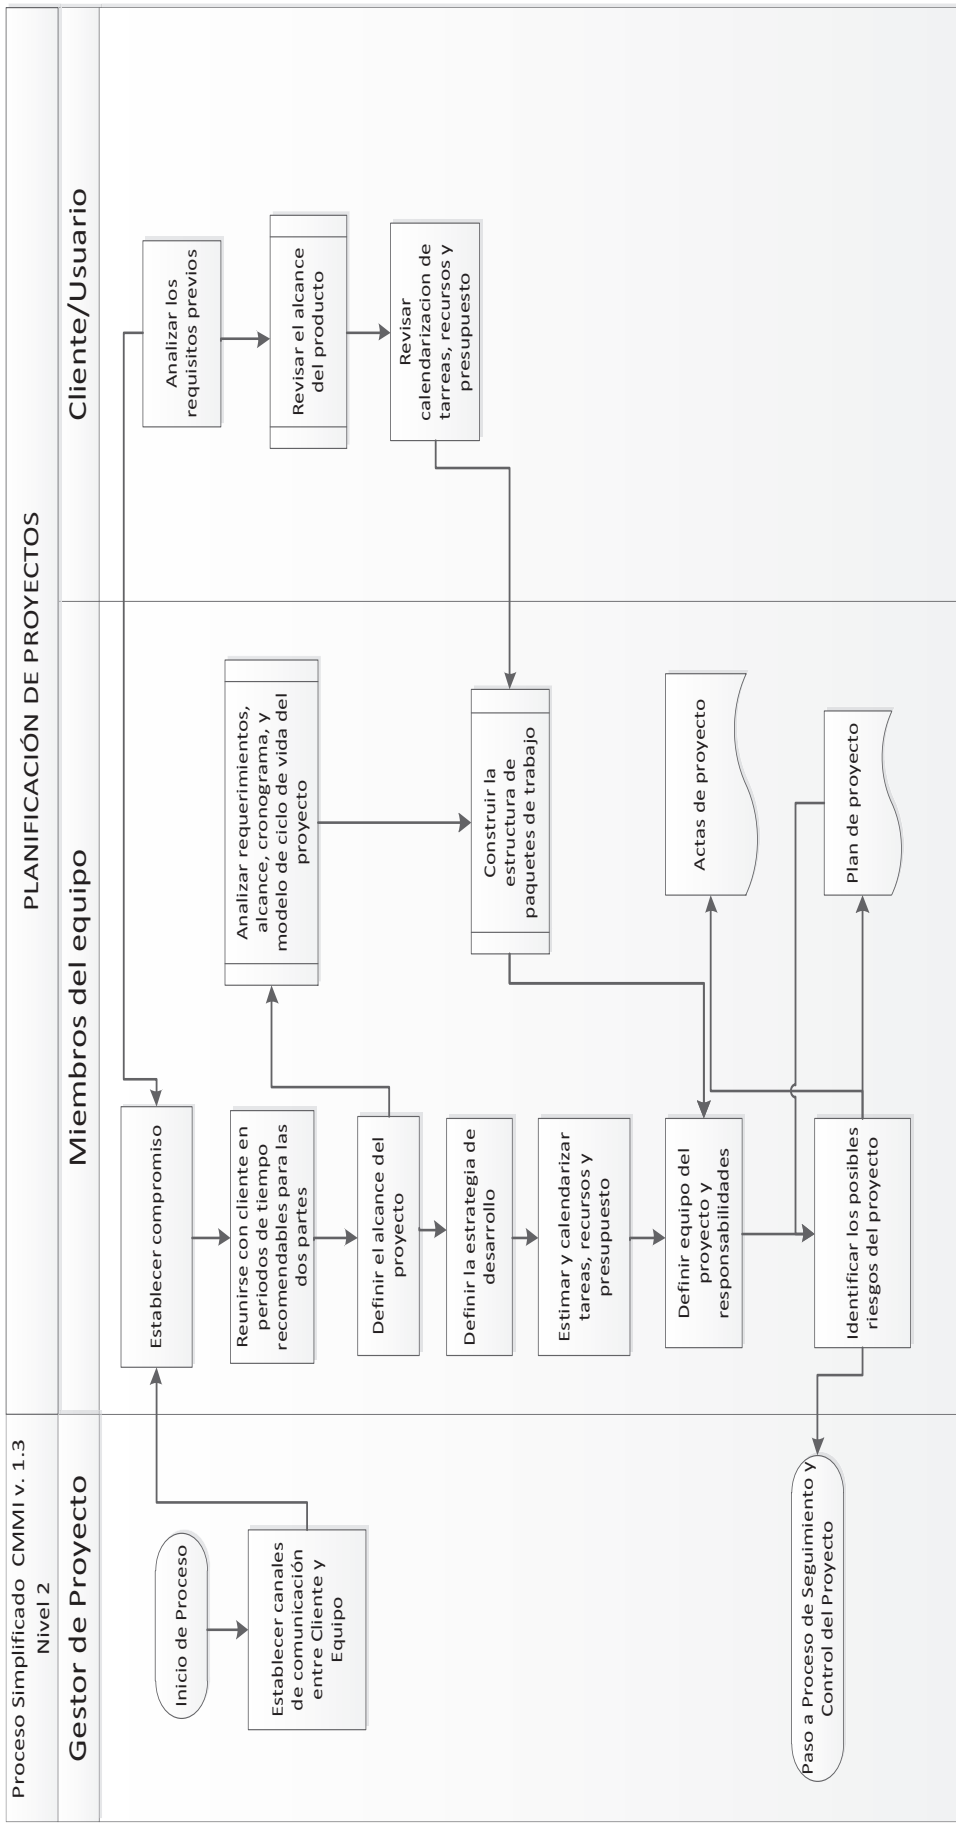 Proceso Simplificado CMMI v. 1.3
Nivel 2
PLANIFICACIÓN DE PROYECTOS
Gestor de Proyecto
Miembros del equipo
Cliente/Usuario
Inicio de Proceso
Establecer canales
de comunicación
entre Cliente y
Equipo
Paso a Proceso de Seguimiento y
Control del Proyecto
Establecer compromiso
Reunirse con cliente en
periodos de tiempo
recomendables para las
dos partes
Definir el alcance del
proyecto
Definir la estrategia de
desarrollo
Estimar y calendarizar
tareas, recursos y
presupuesto
Definir equipo del
proyecto y
responsabilidades
Identificar los posibles
riesgos del proyecto
Analizar requerimientos,
alcance, cronograma, y
modelo de ciclo de vida del
proyecto
Construir la
estructura de
paquetes de trabajo
Actas de proyecto
Plan de proyecto
Analizar los
requisitos previos
Revisar el alcance
del producto
Revisar
calendarizacion de
tarreas, recursos y
presupuesto